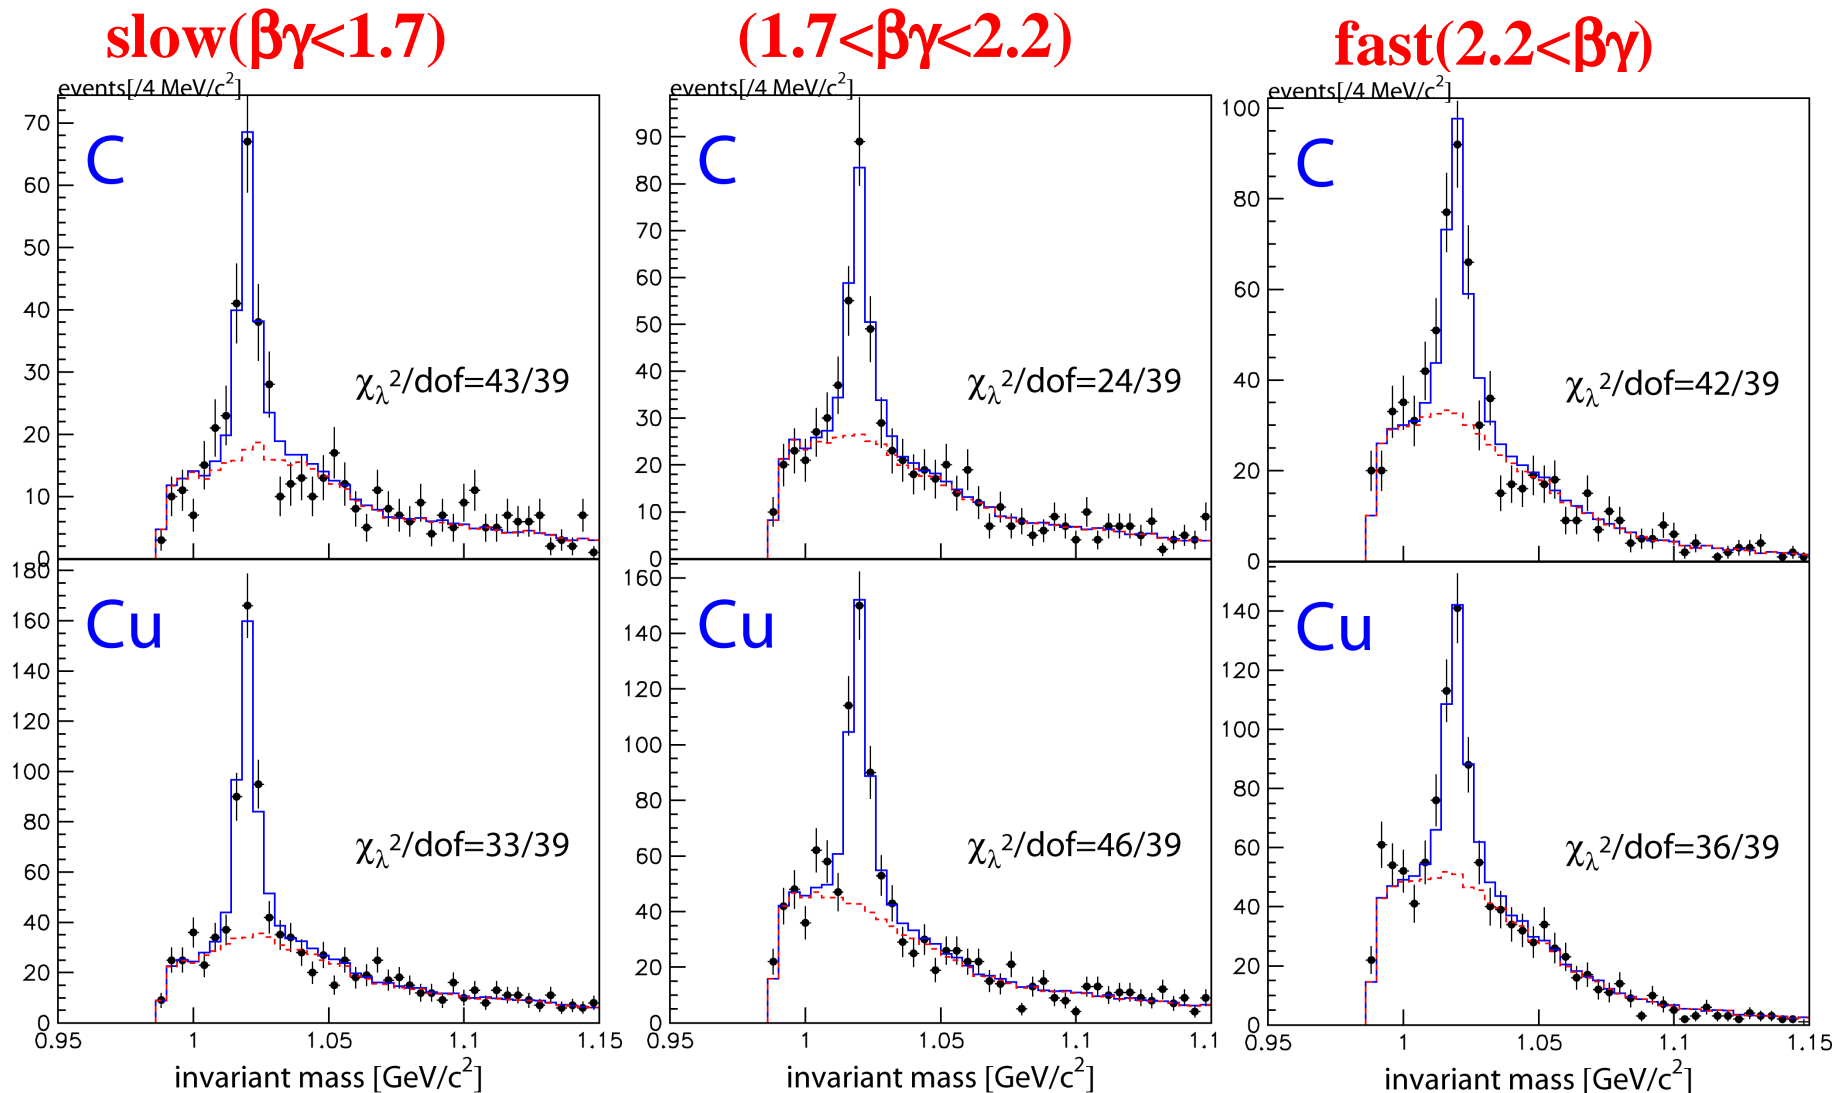 slow(βγ<1.7)
(1.7<βγ<2.2)
fast(2.2<βγ)
events[/4 MeV/c²]
events[/4 MeV/c²]
events[/4 MeV/c²]
C
70
60
50
40
30
20
10
0
χλ²/dof=43/39
C
90
80
70
60
50
40
30
20
10
0
χλ²/dof=24/39
C
100
80
60
40
20
0
χλ²/dof=42/39
Cu
180
160
140
120
100
80
60
40
20
0
χλ²/dof=33/39
0.95 1 1.05 1.1 1.15
invariant mass [GeV/c²]
Cu
160
140
120
100
80
60
40
20
0
χλ²/dof=46/39
0.95 1 1.05 1.1 1.1
invariant mass [GeV/c²]
Cu
140
120
100
80
60
40
20
0
χλ²/dof=36/39
0.95 1 1.05 1.1 1.15
invariant mass [GeV/c²]